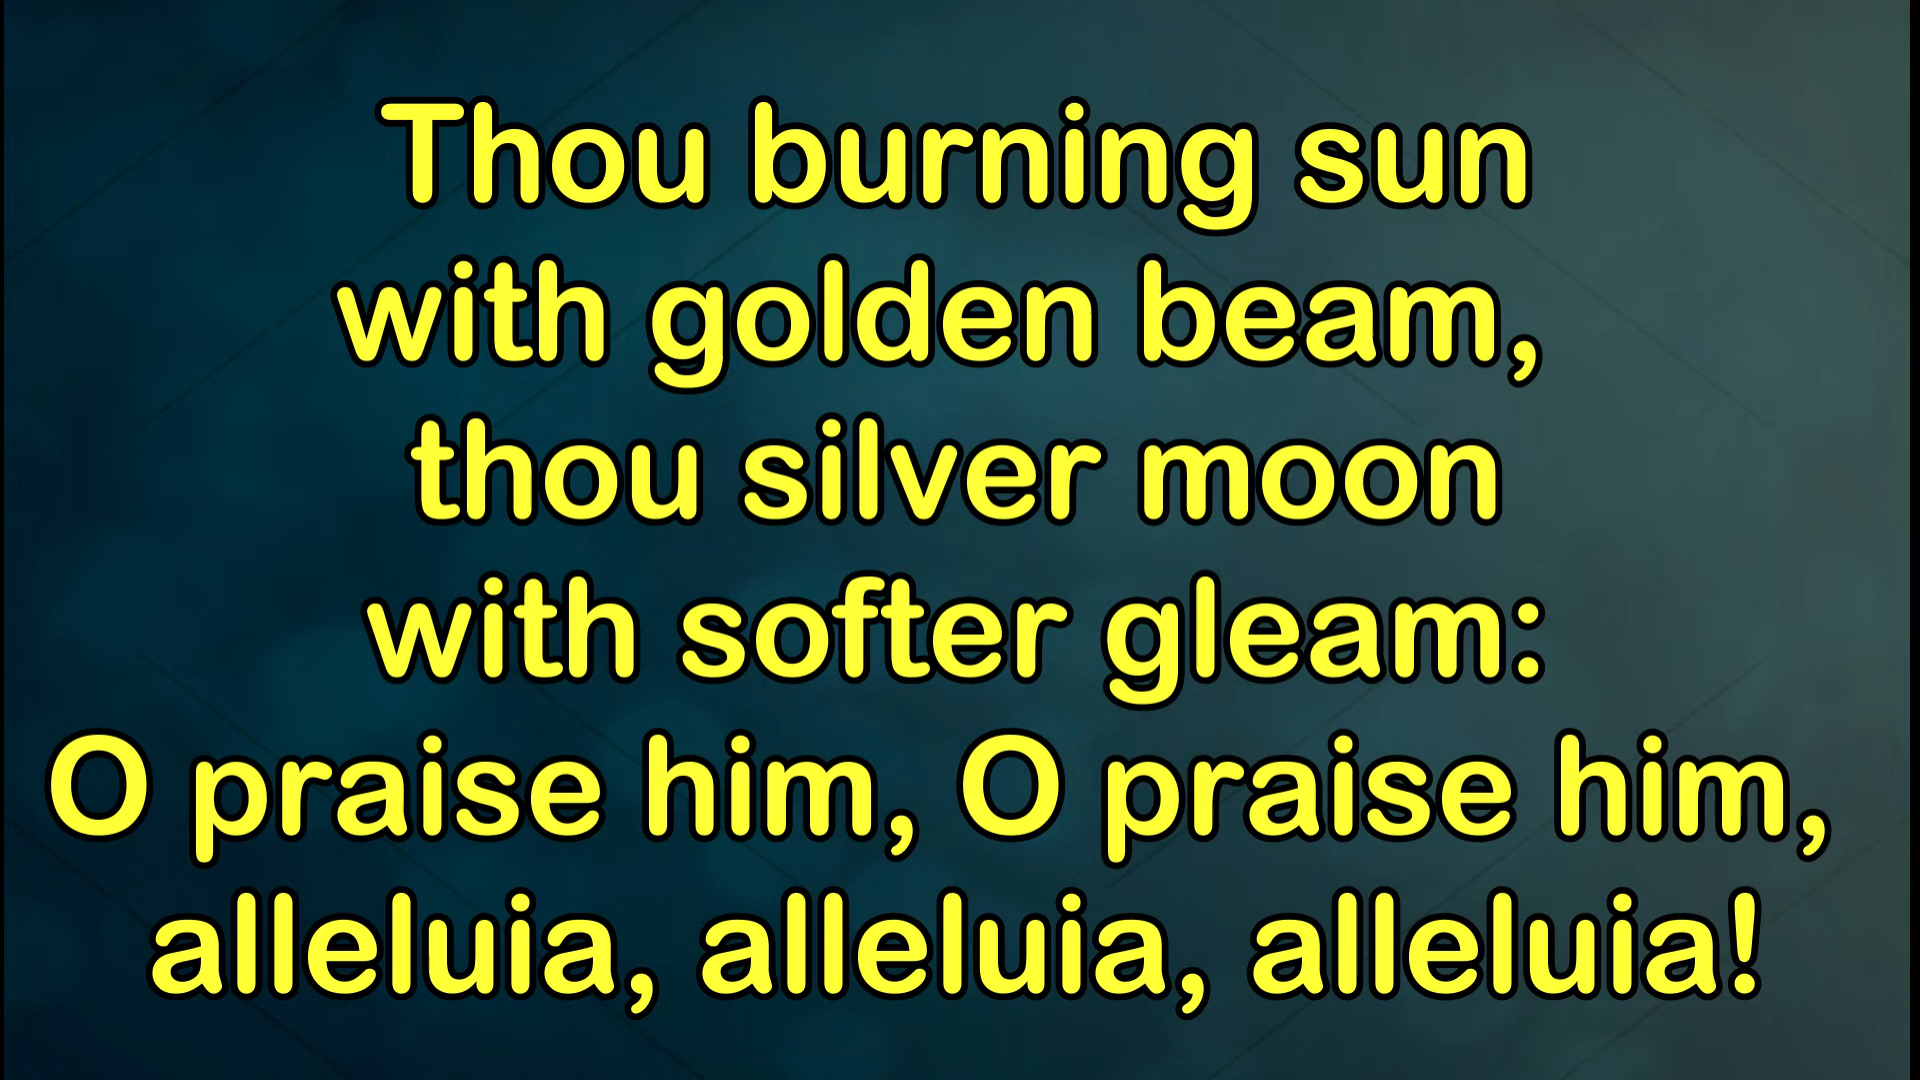 Thou burning sun
with golden beam,
thou silver moon
with softer gleam:
O praise him, O praise him,
alleluia, alleluia, alleluia!